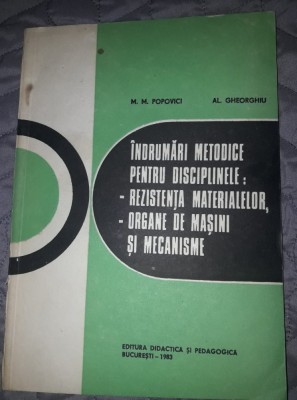 M. M. POPOVICI AL. GHEORGHIU
ÎNDRUMĂRI METODICE
PENTRU DISCIPLINELE:
- REZISTENȚA MATERIALELOR,
- ORGANE DE MAȘINI
ȘI MECANISME
EDITURA DIDACTICĂ ȘI PEDAGOGICĂ
BUCUREȘTI – 1983